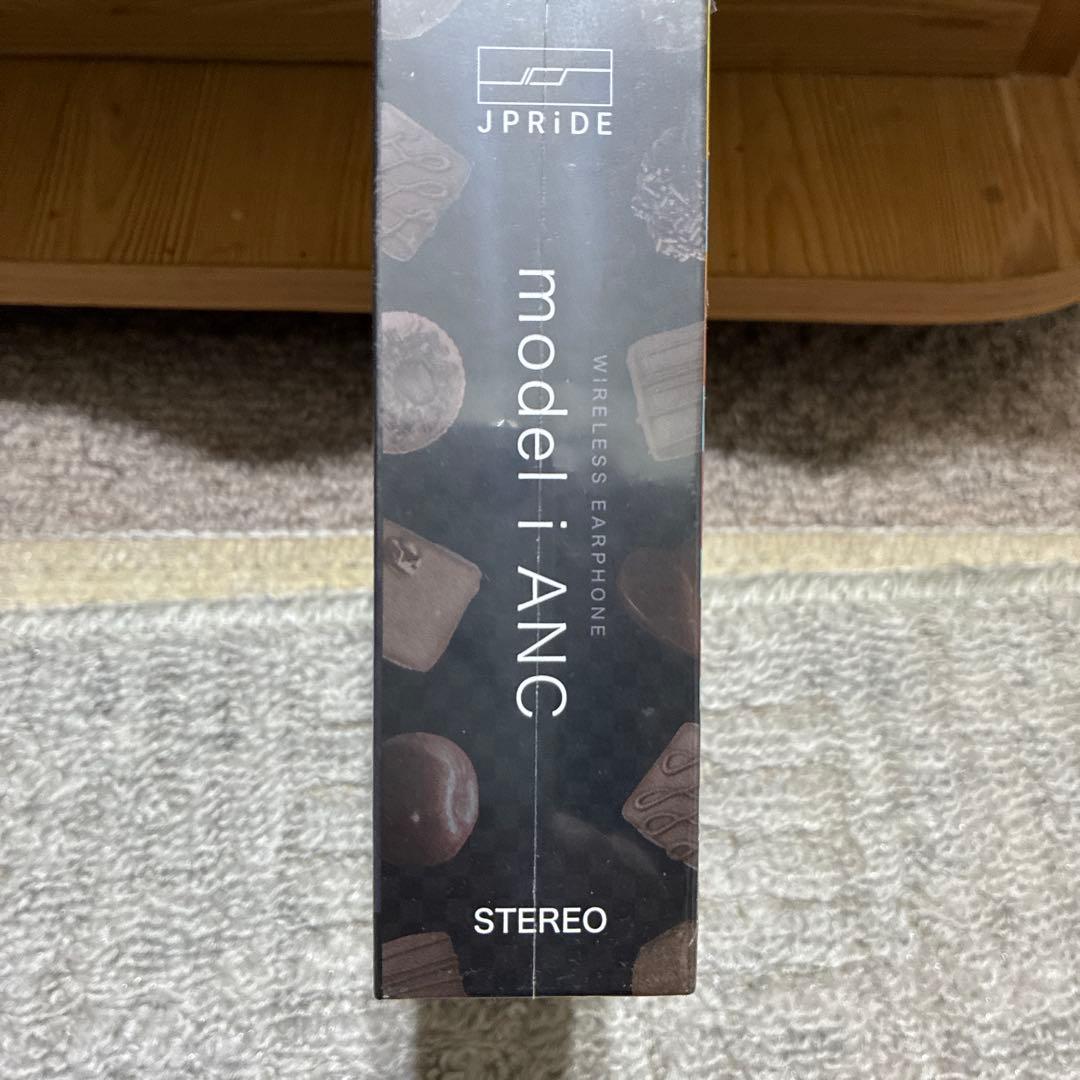 JPRiDE
model i ANC
WIRELESS EARPHONE
STEREO